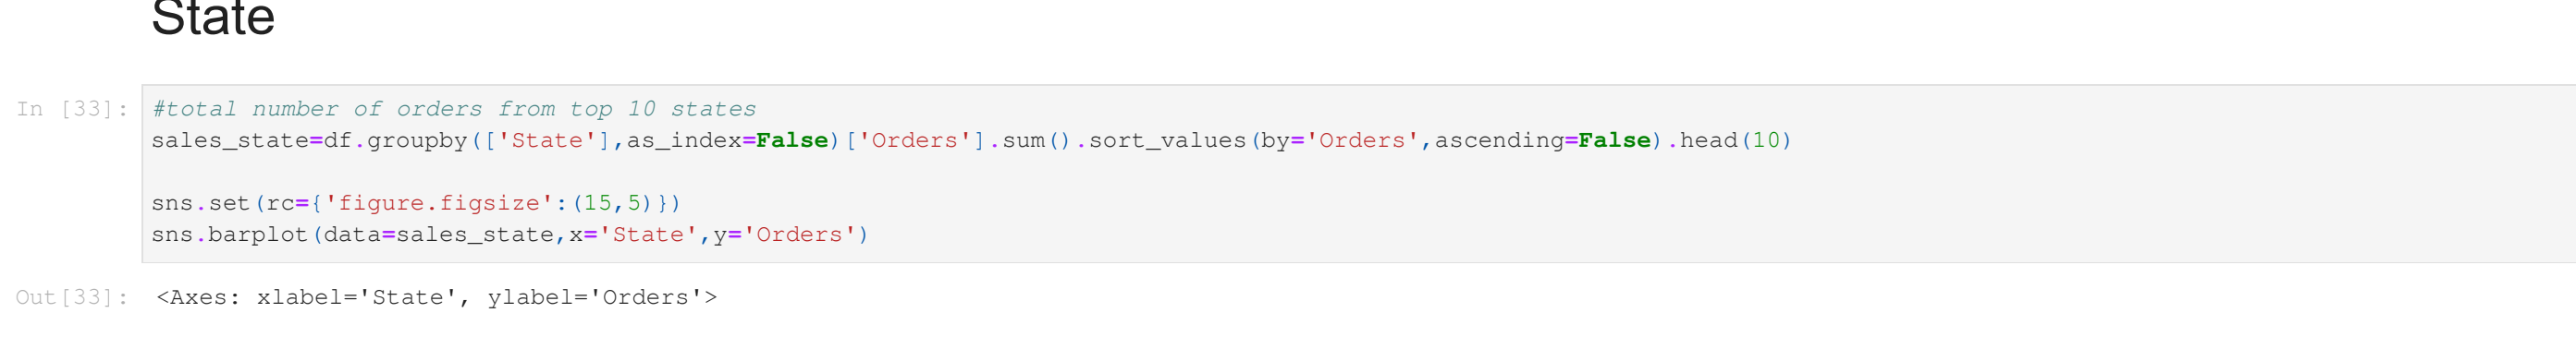 State
In [33]: #total number of orders from top 10 states
sales_state=df.groupby(['State'],as_index=False)['Orders'].sum().sort_values(by='Orders',ascending=False).head(10)
sns.set(rc={'figure.figsize':(15,5)})
sns.barplot(data=sales_state,x='State',y='Orders')
Out[33]: <Axes: xlabel='State', ylabel='Orders'>